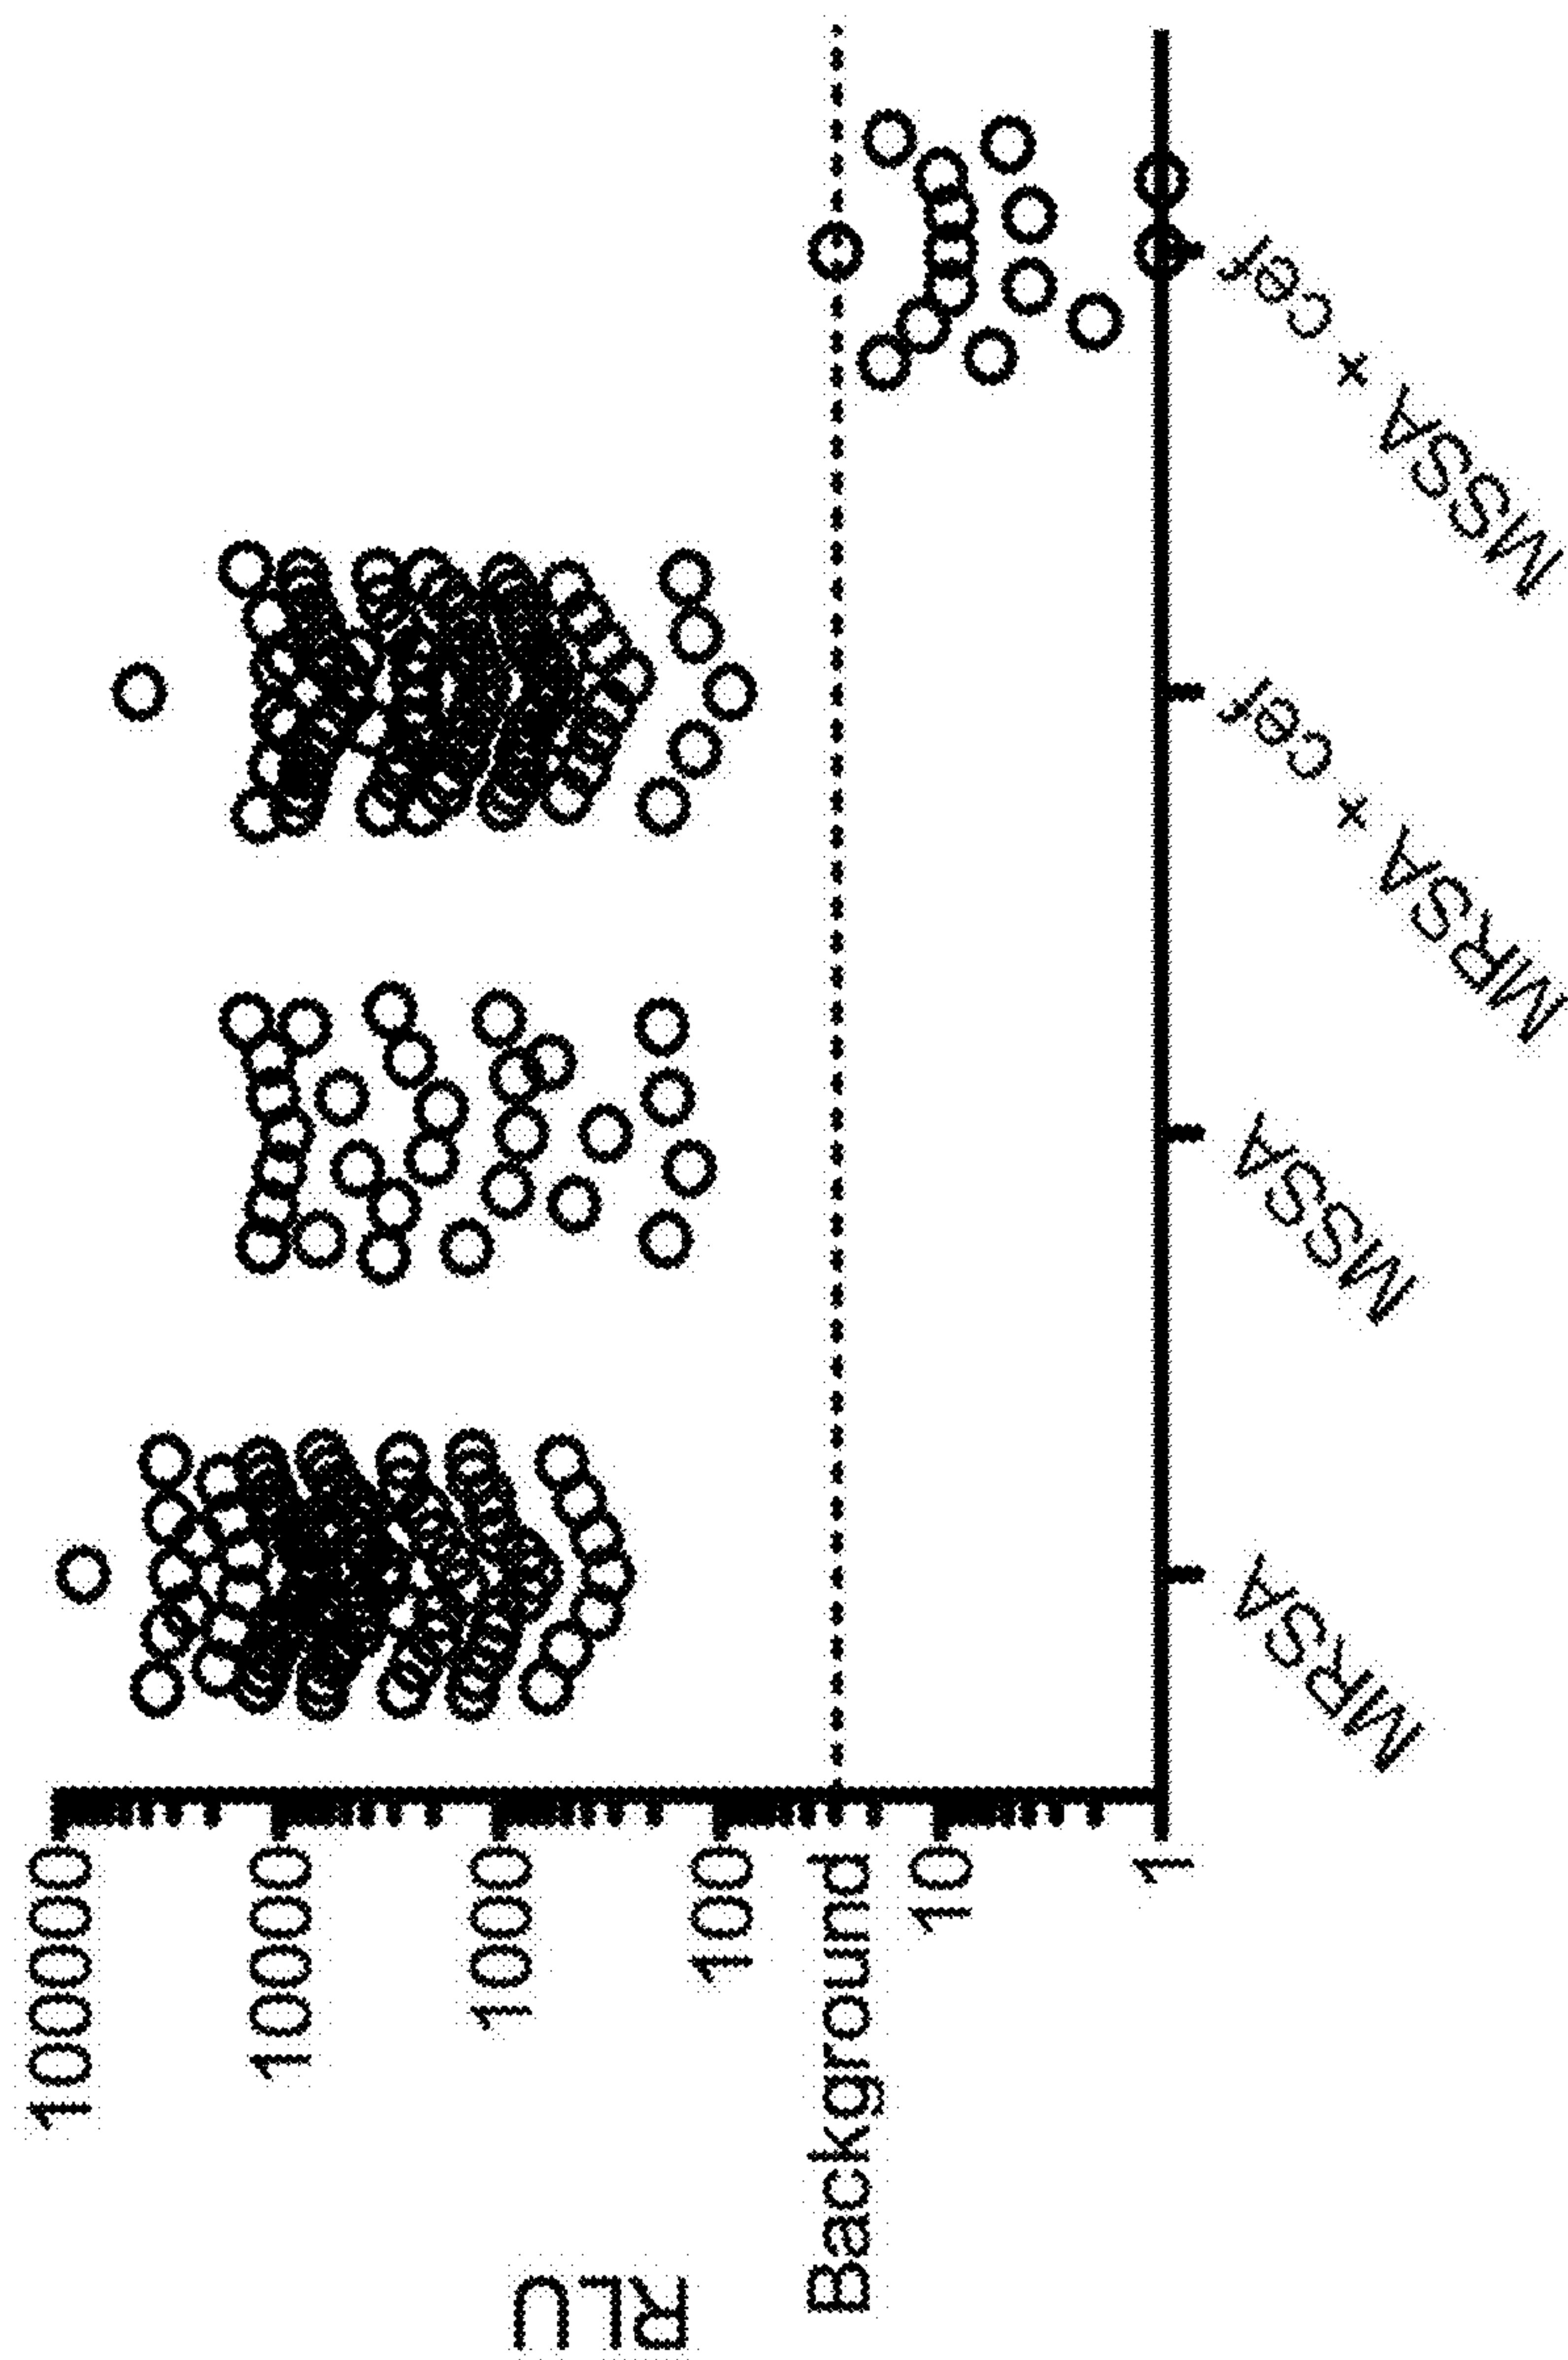 RLU
100000
10000
1000
100
Background
10
1
MRSA
MSSA
MRSA + cef
MSSA + cef